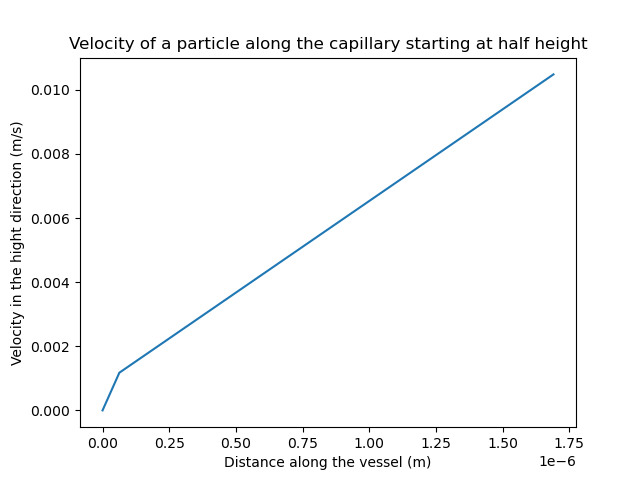 Velocity of a particle along the capillary starting at half height
Velocity in the hight direction (m/s)
0.010
0.008
0.006
0.004
0.002
0.000
0.00 0.25 0.50 0.75 1.00 1.25 1.50 1.75
1e−6
Distance along the vessel (m)